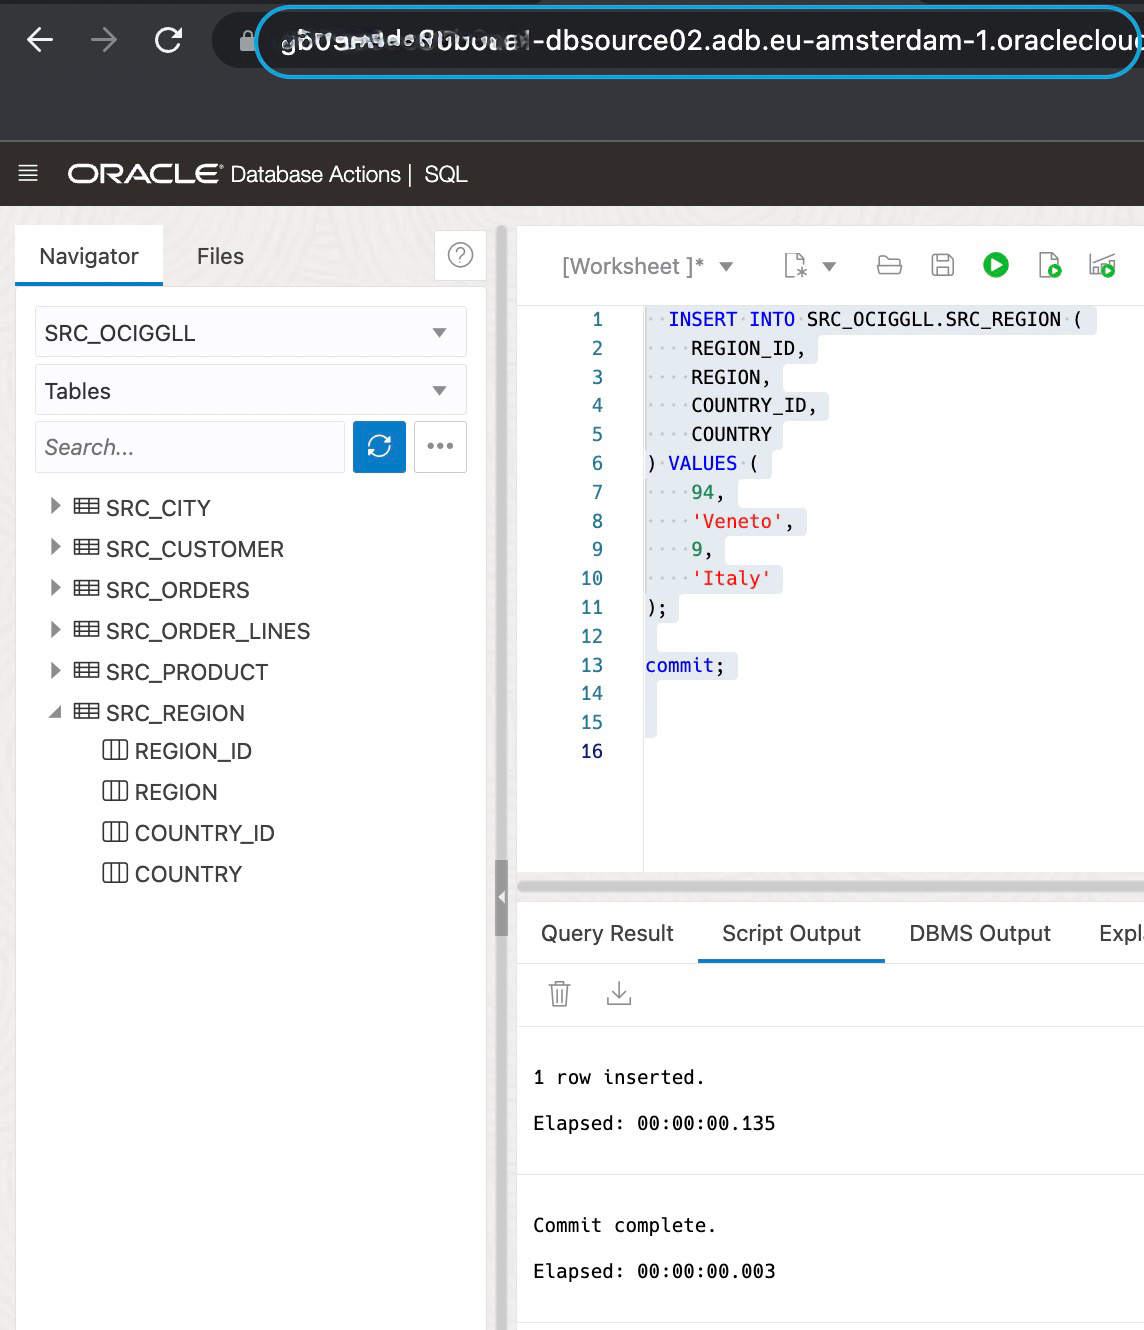 -dbsource02.adb.eu-amsterdam-1.oracleclou
ORACLE Database Actions | SQL
Navigator
Files
SRC_OCIGGLL
Tables
Search...
SRC_CITY
SRC_CUSTOMER
SRC_ORDERS
SRC_ORDER_LINES
SRC_PRODUCT
SRC_REGION
REGION_ID
REGION
COUNTRY_ID
COUNTRY
[Worksheet ]*
1 INSERT INTO SRC_OCIGGLL.SRC_REGION (
2 REGION_ID,
3 REGION,
4 COUNTRY_ID,
5 COUNTRY
6 ) VALUES (
7 94,
8 'Veneto',
9 9,
10 'Italy'
11 );
12
13 commit;
14
15
16
Query Result
Script Output
DBMS Output
Expl
1 row inserted.
Elapsed: 00:00:00.135
Commit complete.
Elapsed: 00:00:00.003